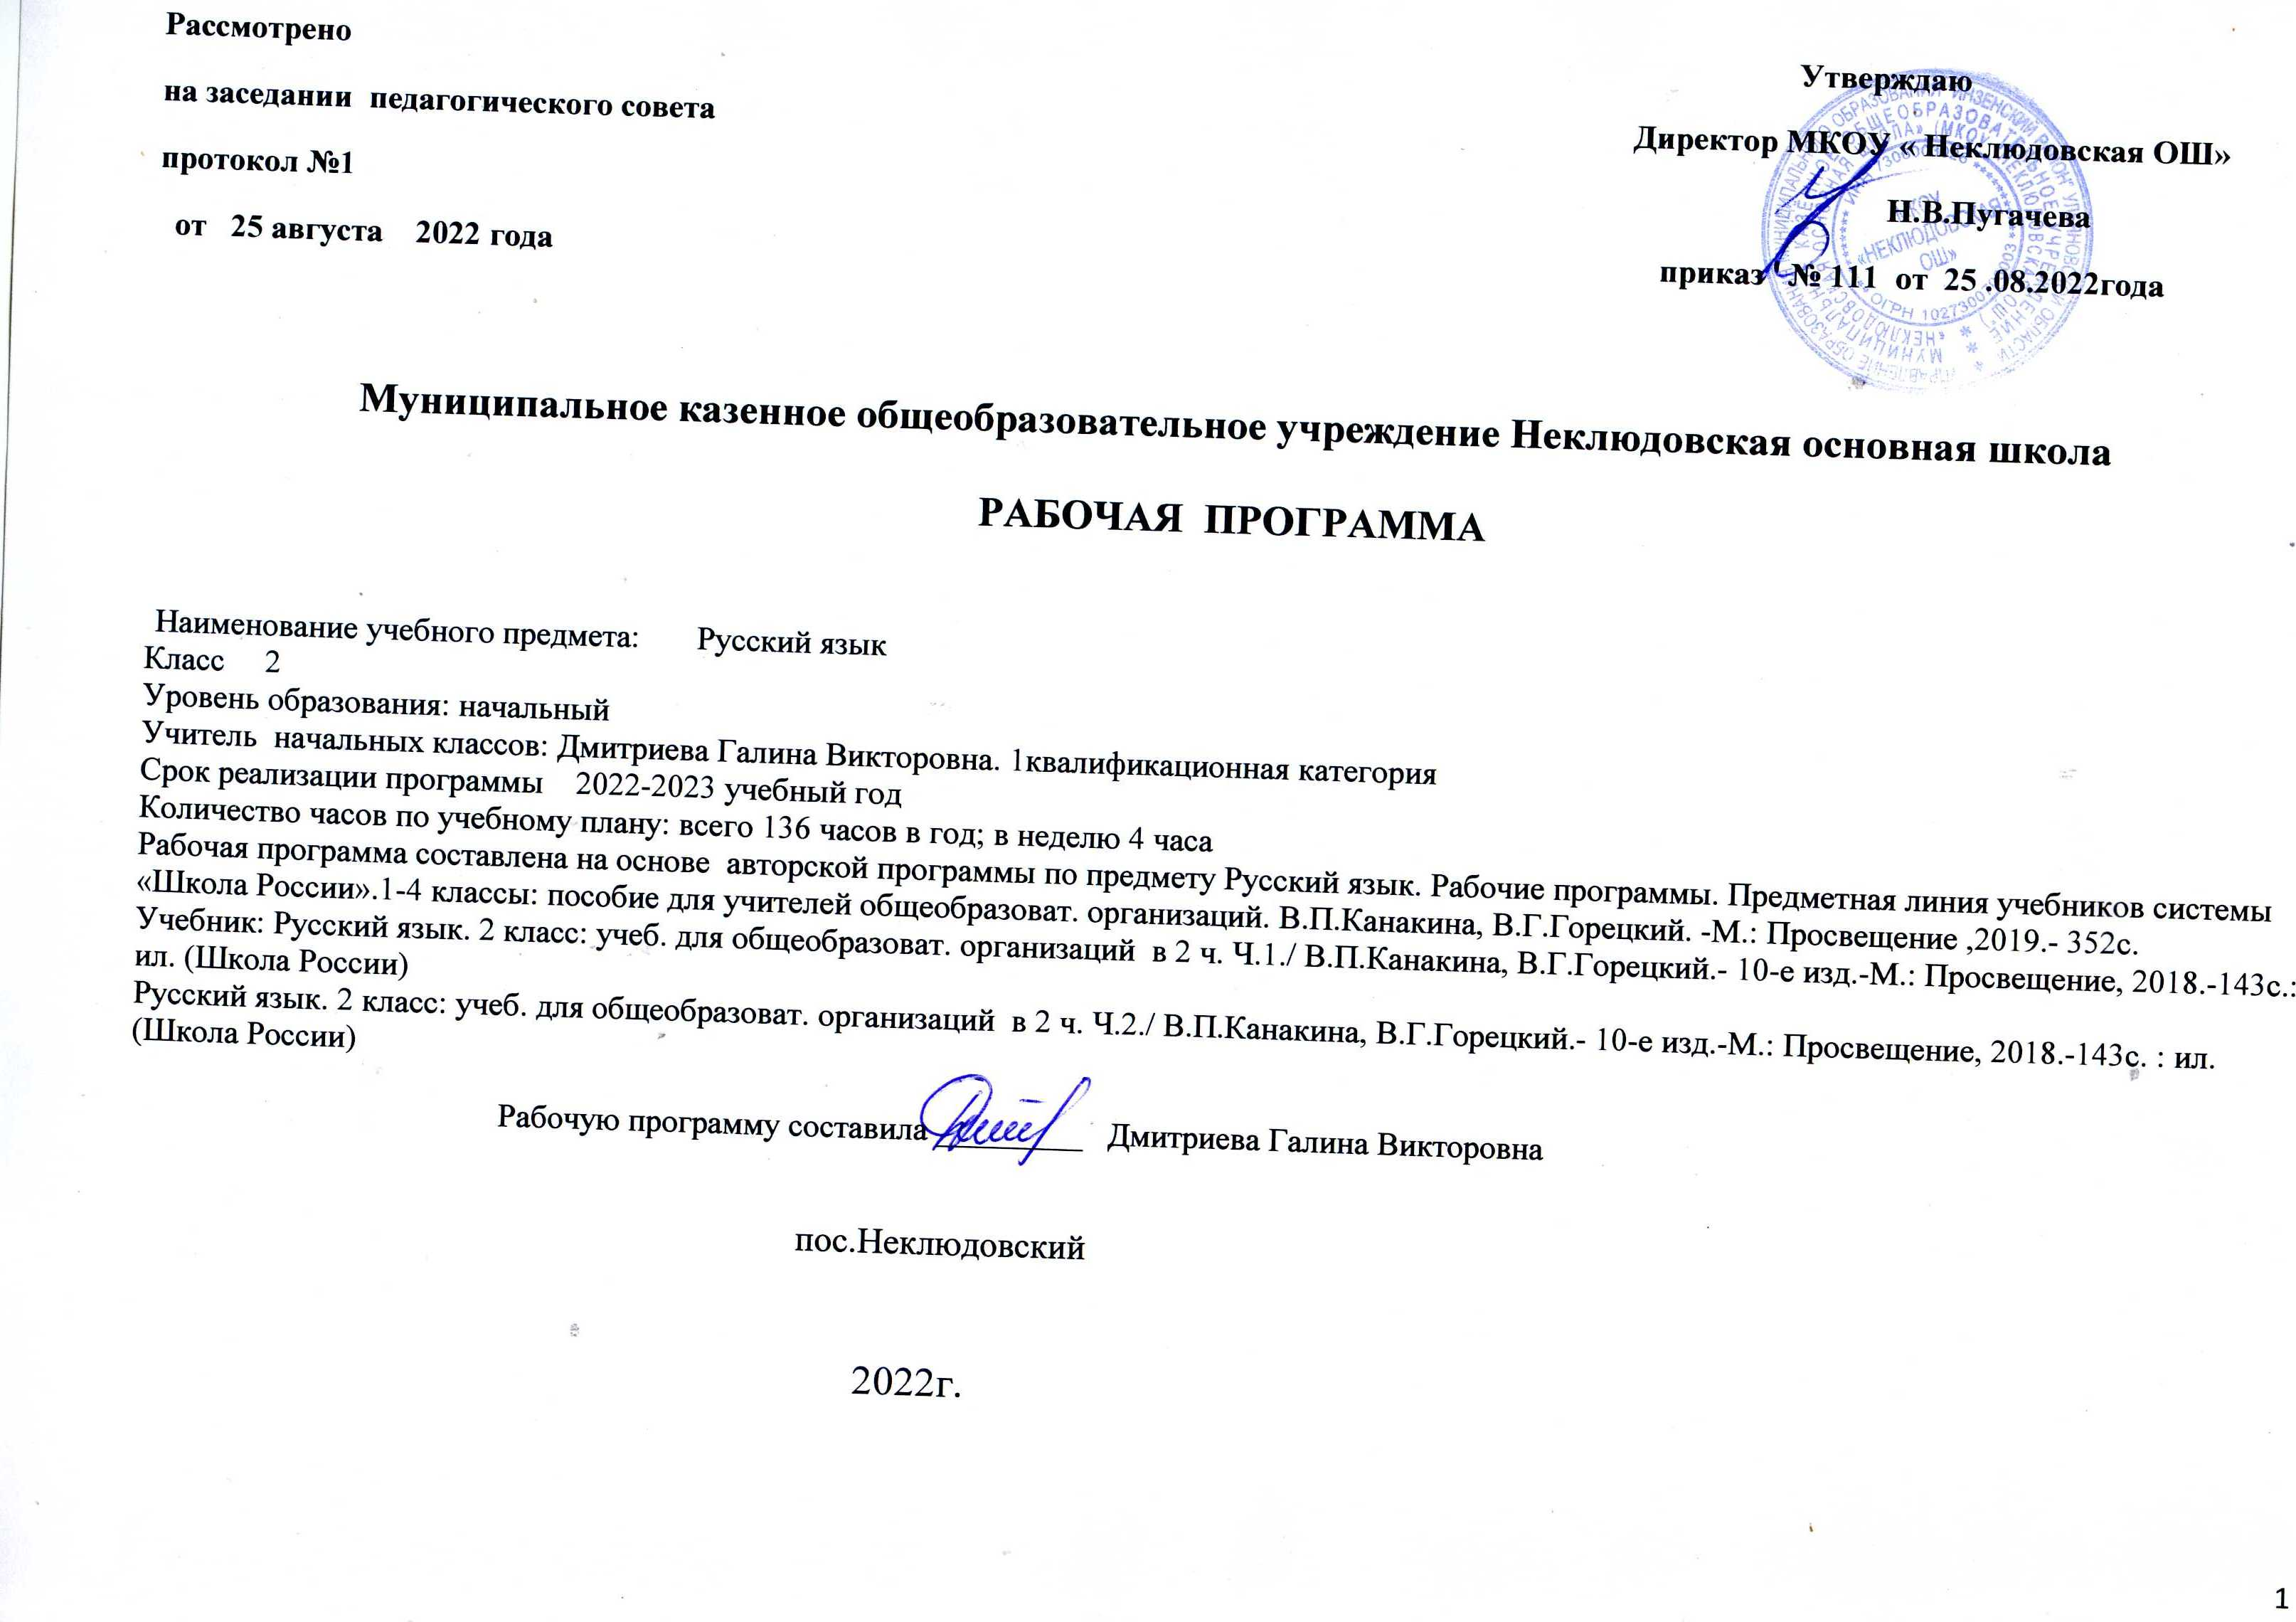 Рассмотрено
на заседании педагогического совета
протокол №1
от 25 августа 2022 года
Утверждаю
Директор МКОУ « Неклюдовская ОШ»
Н.В.Пугачева
приказ № 111 от 25 .08.2022года
МКОУ
«НЕКЛЮДОВСКАЯ
ОШ»
Муниципальное казенное общеобразовательное учреждение Неклюдовская основная школа
РАБОЧАЯ ПРОГРАММА
Наименование учебного предмета: Русский язык
Класс 2
Уровень образования: начальный
Учитель начальных классов: Дмитриева Галина Викторовна. 1квалификационная категория
Срок реализации программы 2022-2023 учебный год
Количество часов по учебному плану: всего 136 часов в год; в неделю 4 часа
Рабочая программа составлена на основе авторской программы по предмету Русский язык. Рабочие программы. Предметная линия учебников системы
«Школа России».1-4 классы: пособие для учителей общеобразоват. организаций. В.П.Канакина, В.Г.Горецкий. -М.: Просвещение ,2019.- 352с.
Учебник: Русский язык. 2 класс: учеб. для общеобразоват. организаций в 2 ч. Ч.1./ В.П.Канакина, В.Г.Горецкий.- 10-е изд.-М.: Просвещение, 2018.-143с.:
ил. (Школа России)
Русский язык. 2 класс: учеб. для общеобразоват. организаций в 2 ч. Ч.2./ В.П.Канакина, В.Г.Горецкий.- 10-е изд.-М.: Просвещение, 2018.-143с. : ил.
(Школа России)
Рабочую программу составила __________ Дмитриева Галина Викторовна
пос.Неклюдовский
2022г.
1